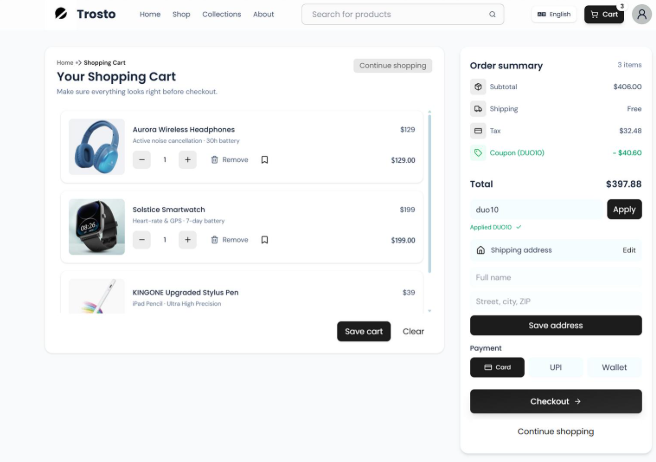 Trosto
Home
Shop
Collections
About
Search for products
English
Cart
3
Home <> Shopping Cart
Your Shopping Cart
Make sure everything looks right before checkout.
Continue shopping
Aurora Wireless Headphones
$129
Active noise cancellation · 30h battery
− 1 + Remove
$129.00
Solstice Smartwatch
$199
Heart-rate & GPS · 7-day battery
08:26
− 1 + Remove
$199.00
KINGONE Upgraded Stylus Pen
$39
iPad Pencil · Ultra High Precision
Save cart
Clear
Order summary
3 items
Subtotal
$406.00
Shipping
Free
Tax
$32.48
Coupon (DUO10)
- $40.60
Total
$397.88
duo10
Apply
Applied DUO10 ✓
Shipping address
Edit
Full name
Street, city, ZIP
Save address
Payment
Card
UPI
Wallet
Checkout →
Continue shopping